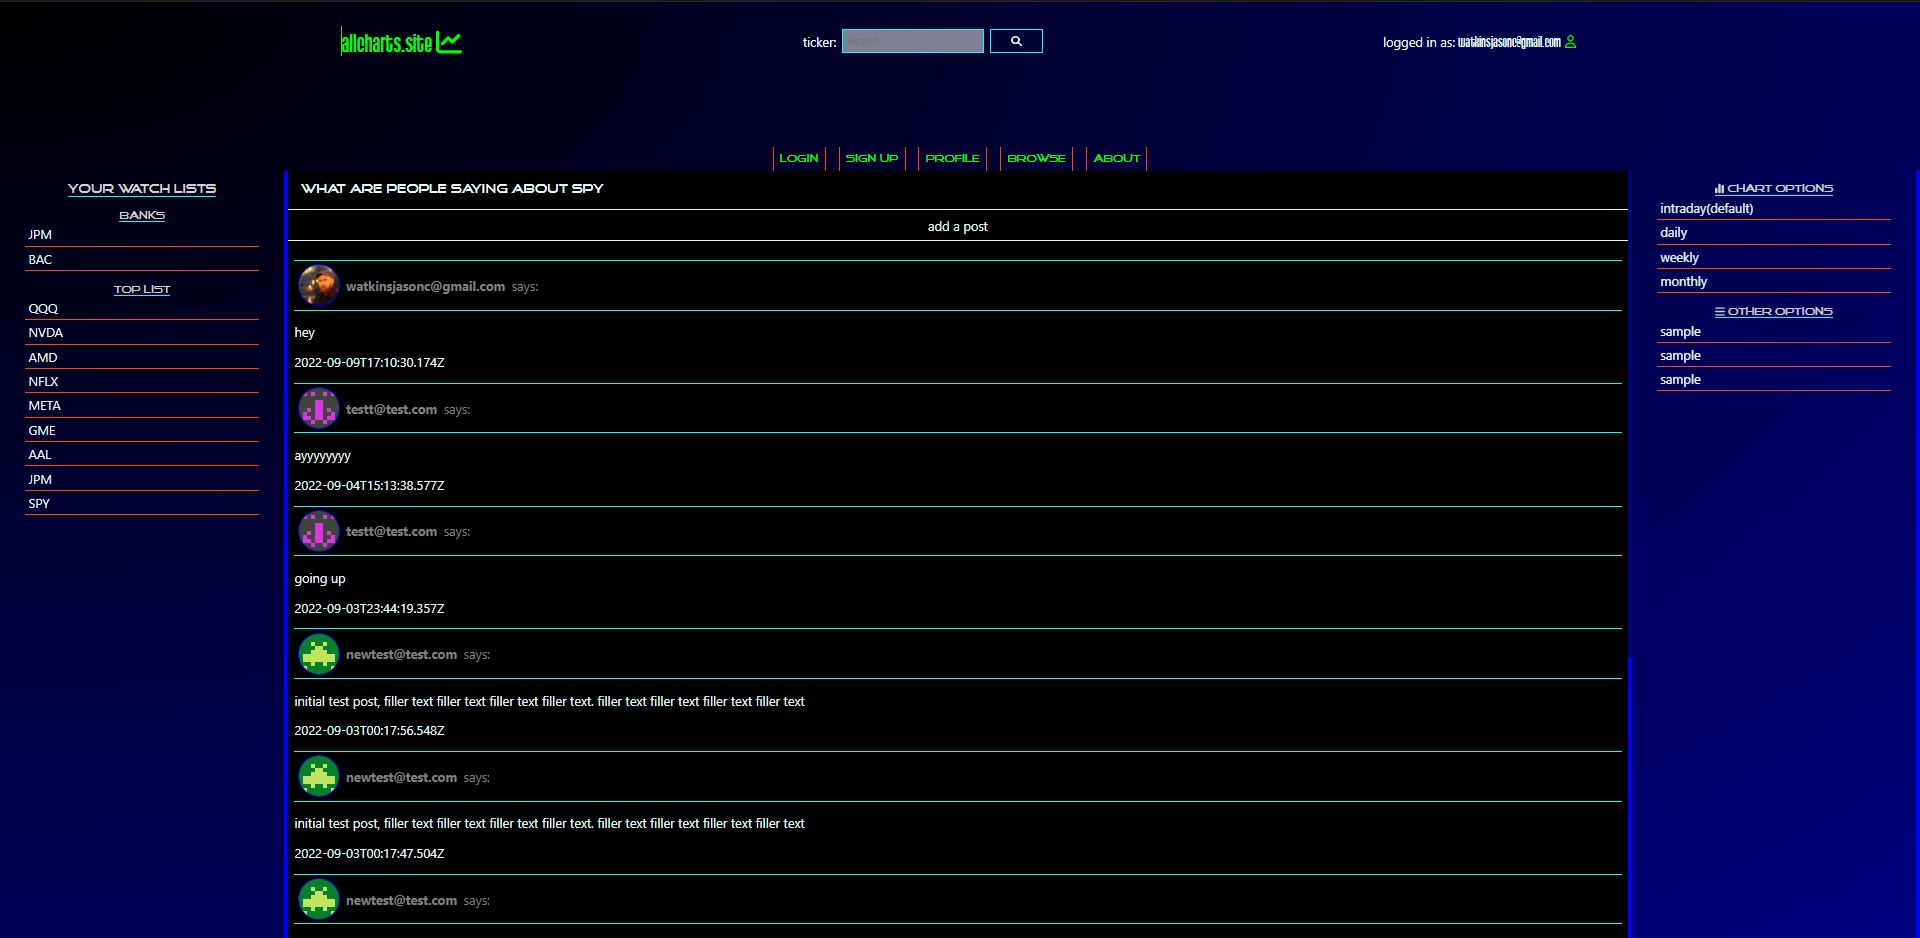 allcharts.site
ticker: search
logged in as: watkinsjasonc@gmail.com
LOGIN
SIGN UP
PROFILE
BROWSE
ABOUT
YOUR WATCH LISTS
BANKS
JPM
BAC
TOP LIST
QQQ
NVDA
AMD
NFLX
META
GME
AAL
JPM
SPY
WHAT ARE PEOPLE SAYING ABOUT SPY
add a post
watkinsjasonc@gmail.com says:
hey
2022-09-09T17:10:30.174Z
testt@test.com says:
ayyyyyyyy
2022-09-04T15:13:38.577Z
testt@test.com says:
going up
2022-09-03T23:44:19.357Z
newtest@test.com says:
initial test post, filler text filler text filler text filler text. filler text filler text filler text filler text
2022-09-03T00:17:56.548Z
newtest@test.com says:
initial test post, filler text filler text filler text filler text. filler text filler text filler text filler text
2022-09-03T00:17:47.504Z
newtest@test.com says:
CHART OPTIONS
intraday(default)
daily
weekly
monthly
OTHER OPTIONS
sample
sample
sample